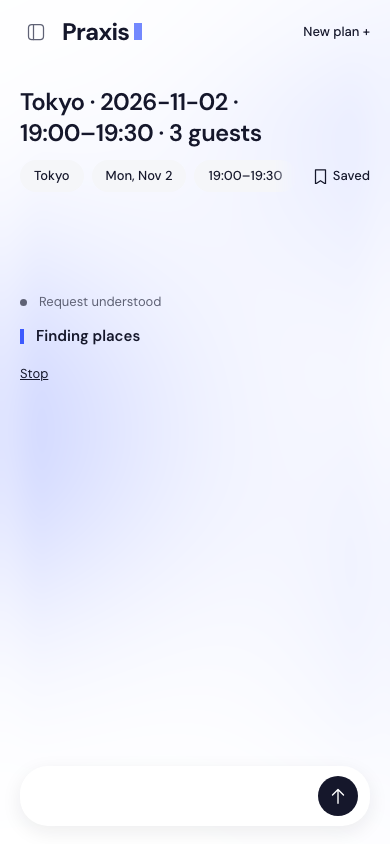 Praxis
New plan +
Tokyo · 2026-11-02 ·
19:00–19:30 · 3 guests
Tokyo
Mon, Nov 2
19:00–19:30
Saved
Request understood
Finding places
Stop